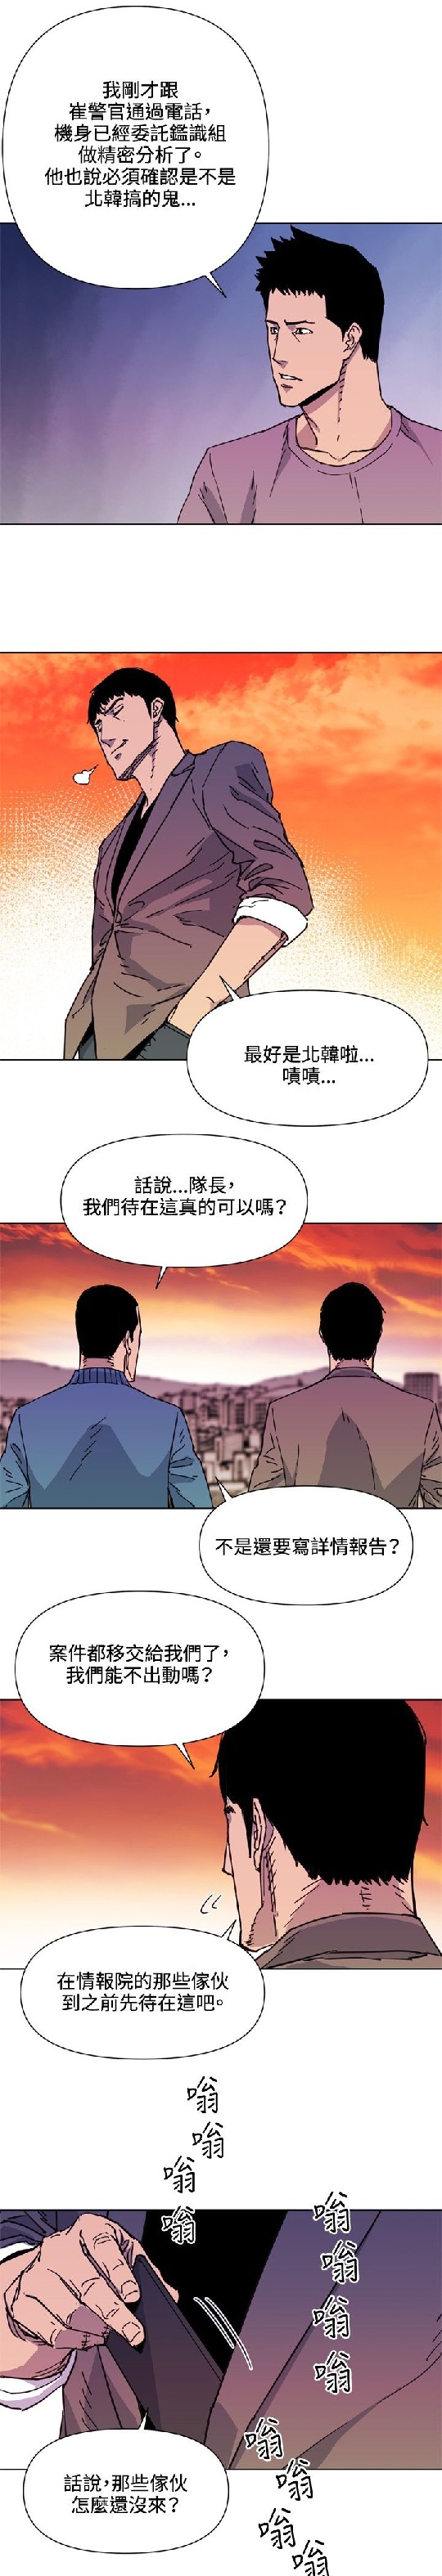 我剛才跟
崔警官通過電話，
機身已經委託鑑識組
做精密分析了。
他也說必須確認是不是
北韓搞的鬼...
最好是北韓啦...
嘖嘖...
話說...隊長，
我們待在這真的可以嗎？
不是還要寫詳情報告？
案件都移交給我們了，
我們能不出動嗎？
在情報院的那些傢伙
到之前先待在這吧。
嗡
嗡
嗡
嗡
嗡
嗡
嗡
嗡
嗡
嗡
嗡
嗡
話說，那些傢伙
怎麼還沒來？